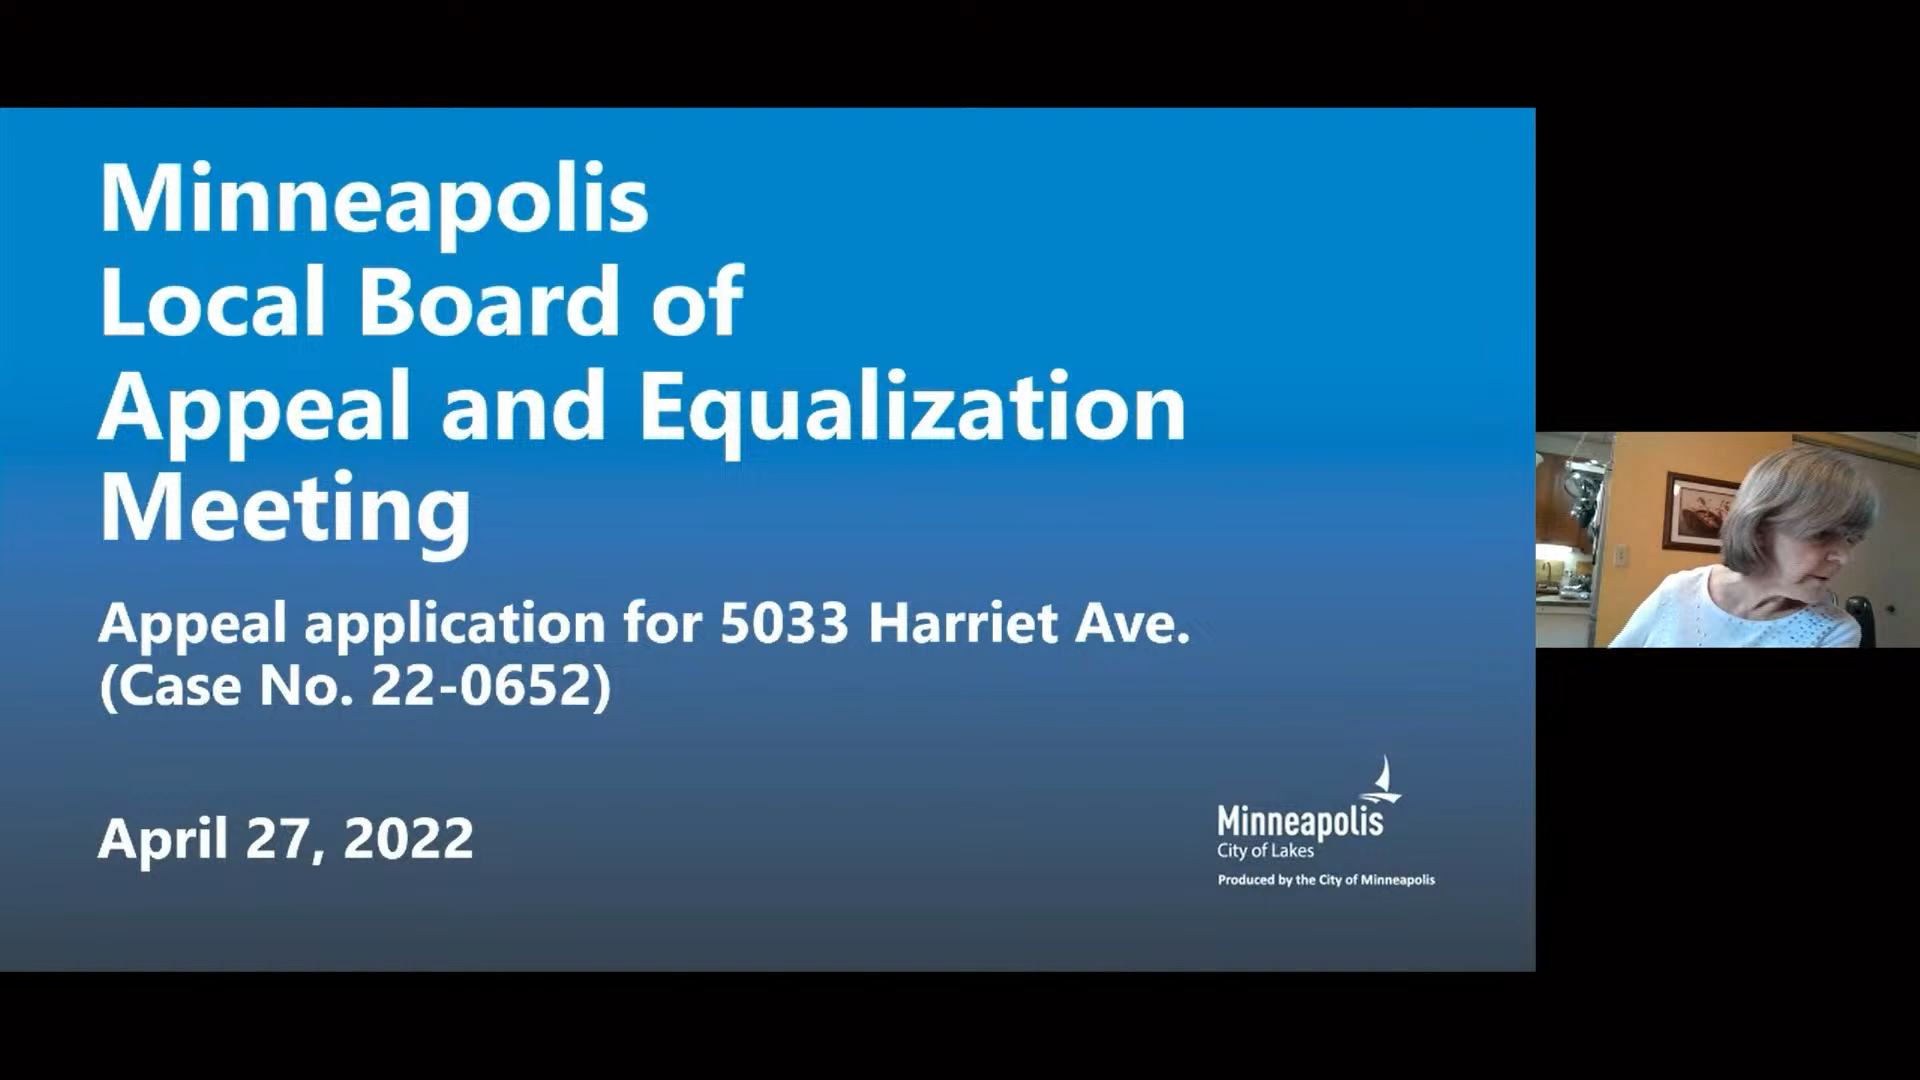 Minneapolis
Local Board of
Appeal and Equalization
Meeting
Appeal application for 5033 Harriet Ave.
(Case No. 22-0652)
April 27, 2022
Minneapolis
City of Lakes
Produced by the City of Minneapolis